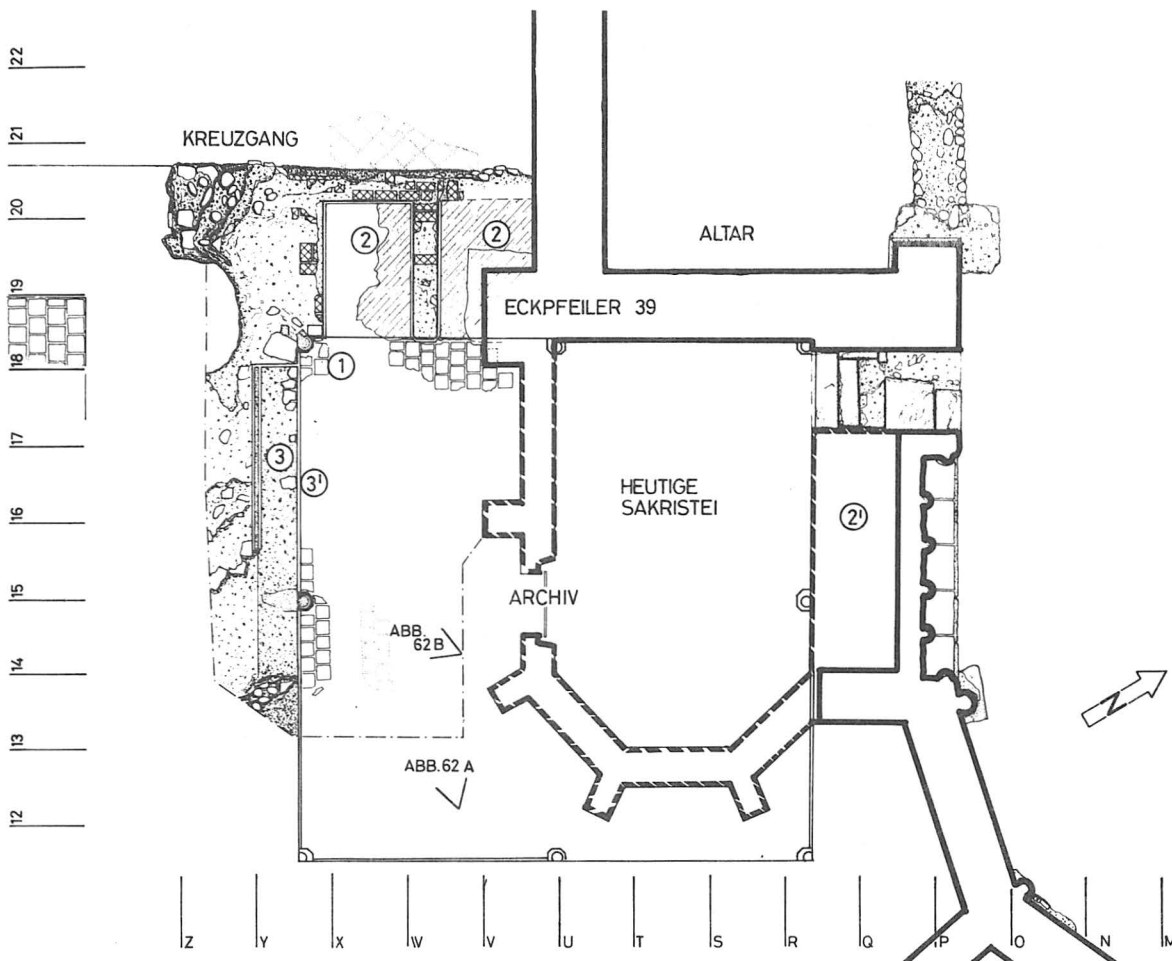 22
21
20
19
18
17
16
15
14
13
12
KREUZGANG
ALTAR
2
2
ECKPFEILER 39
1
3
3'
HEUTIGE
SAKRISTEI
2'
ARCHIV
ABB.
62 B
ABB. 62 A
N
Z Y X W V U T S R Q P O N M